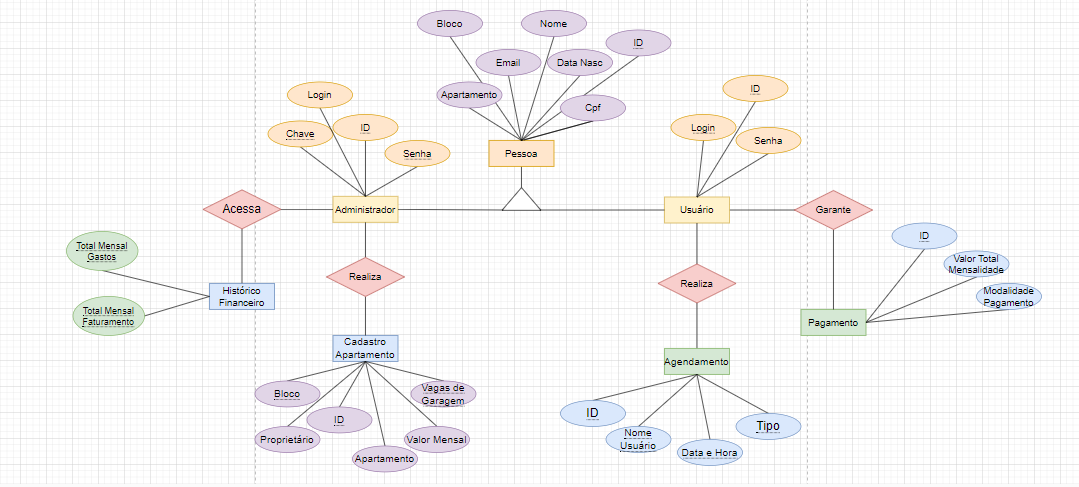 Bloco
Nome
ID
Email
Data Nasc
Apartamento
Cpf
Pessoa
Login
Chave
ID
Senha
Administrador
ID
Login
Senha
Usuário
Acessa
Garante
Total Mensal
Gastos
Total Mensal
Faturamento
Histórico
Financeiro
Realiza
Realiza
ID
Valor Total
Mensalidade
Modalidade
Pagamento
Pagamento
Cadastro
Apartamento
Bloco
Proprietário
ID
Apartamento
Valor Mensal
Vagas de
Garagem
Agendamento
ID
Nome
Usuário
Data e Hora
Tipo